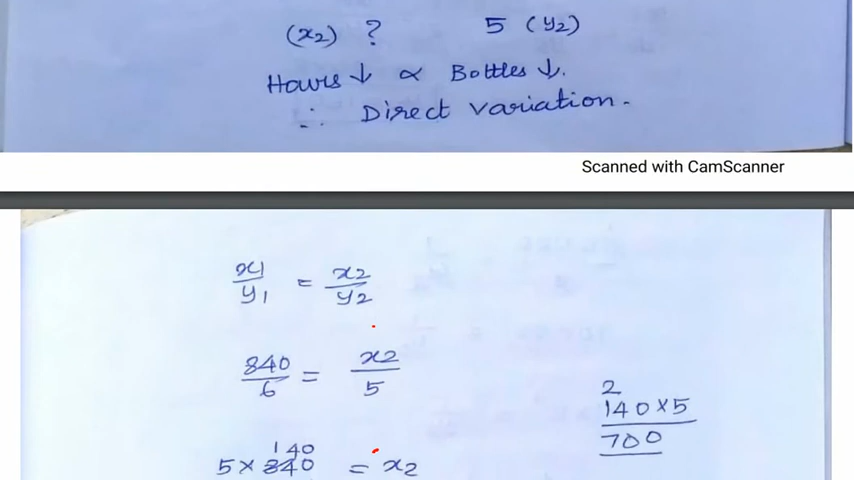 (x2) ? 5 (y2)
Hours ↓ ∝ Bottles ↓.
∴ Direct variation.
Scanned with CamScanner
x1/y1 = x2/y2
840/6 = x2/5
2
140×5
700
140
5×840 = x2